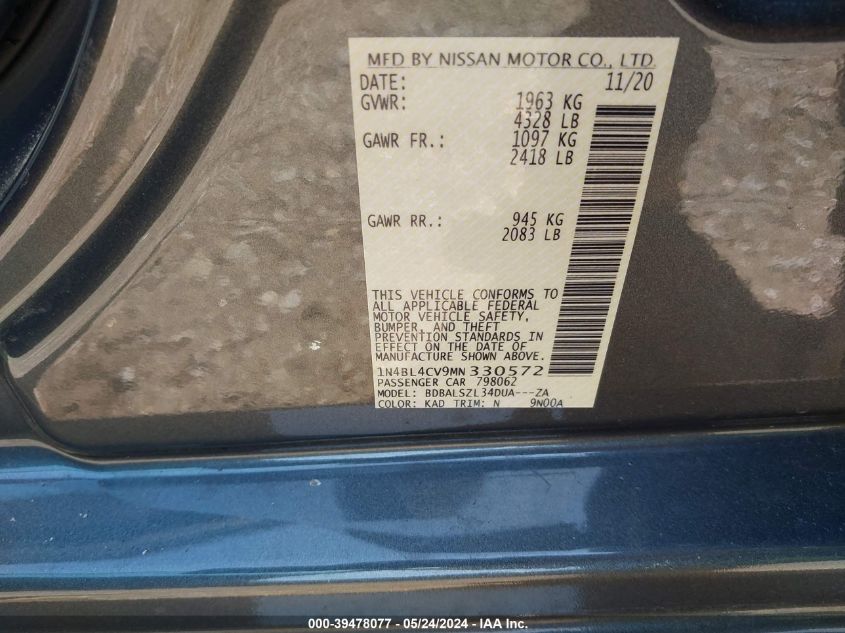 MFD BY NISSAN MOTOR CO., LTD.
DATE: 11/20
GVWR: 1963 KG
4328 LB
GAWR FR.: 1097 KG
2418 LB
GAWR RR.: 945 KG
2083 LB
THIS VEHICLE CONFORMS TO
ALL APPLICABLE FEDERAL
MOTOR VEHICLE SAFETY,
BUMPER, AND THEFT
PREVENTION STANDARDS IN
EFFECT ON THE DATE OF
MANUFACTURE SHOWN ABOVE.
1N4BL4CV9MN330572
PASSENGER CAR 798062
MODEL: BDBALSZL34DUA---ZA
COLOR: KAD TRIM: N 9N00A
000-39478077 - 05/24/2024 - IAA Inc.